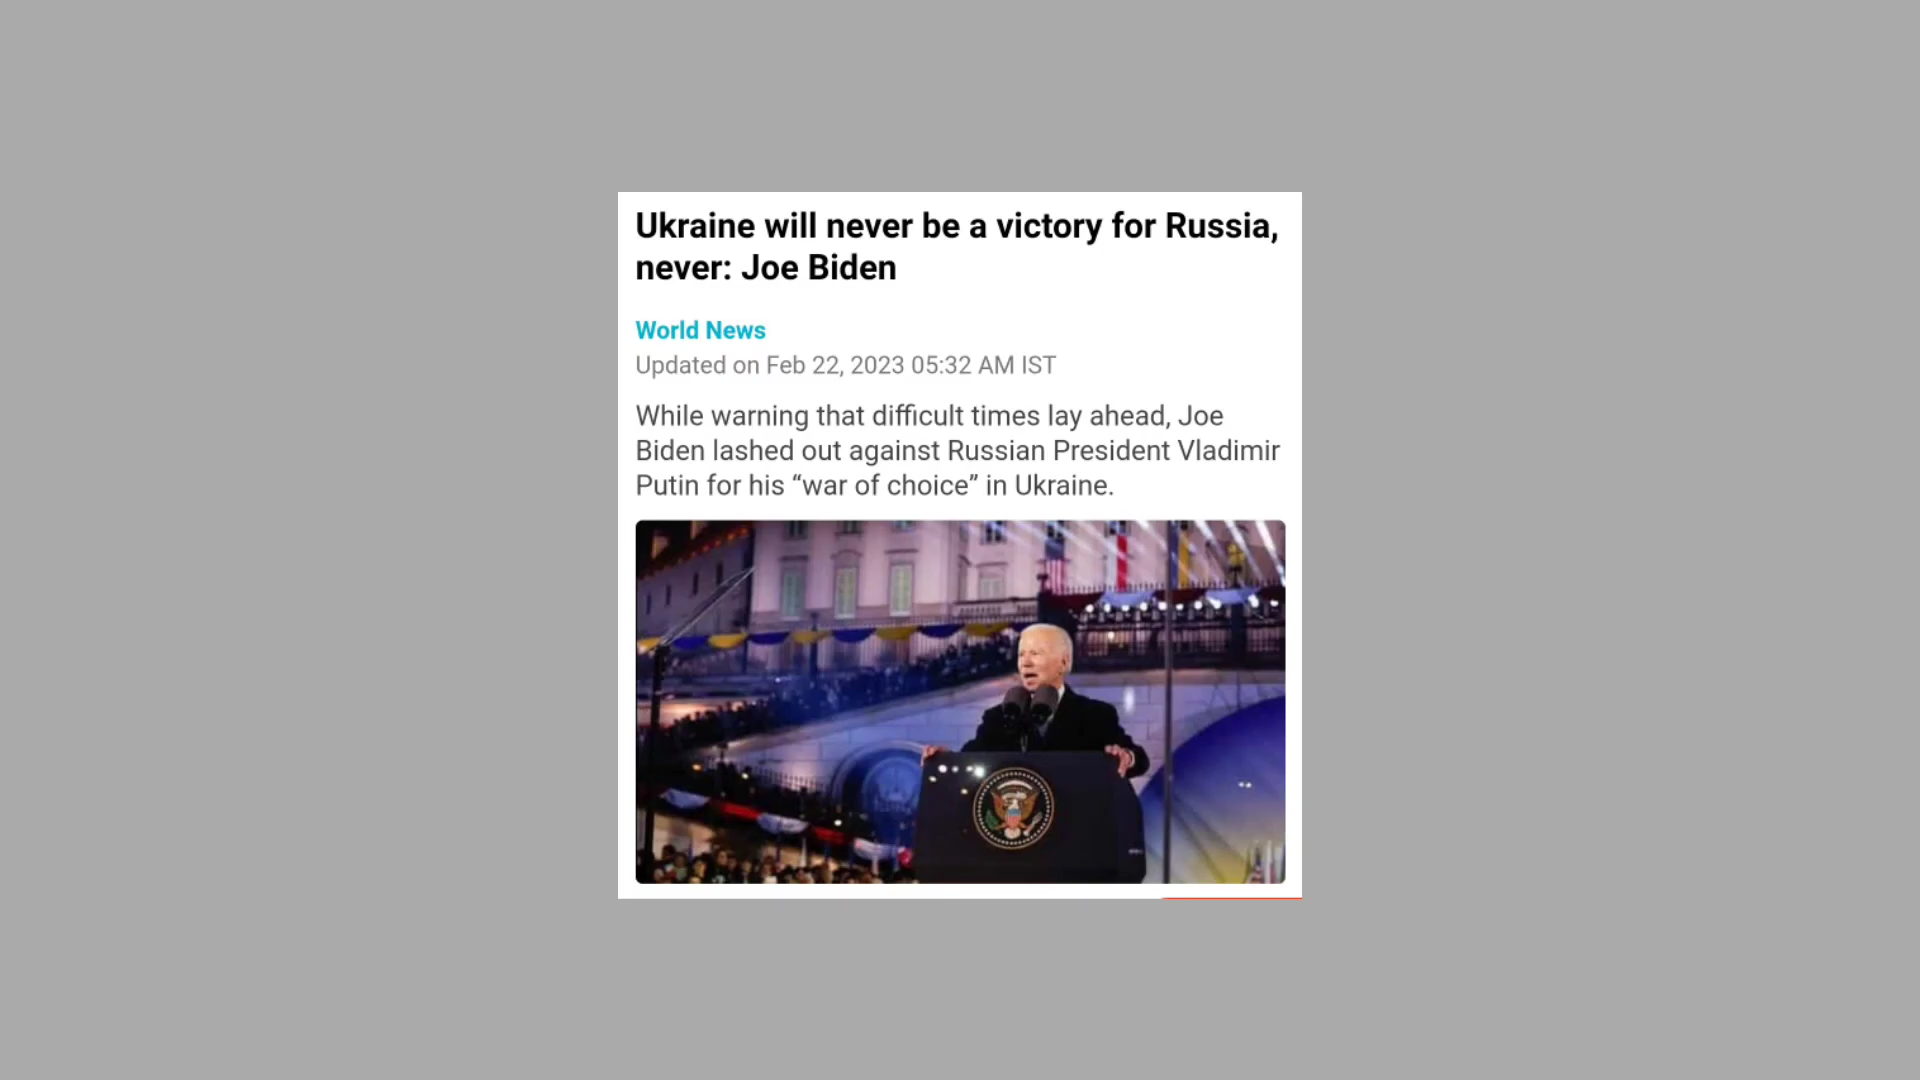 Ukraine will never be a victory for Russia,
never: Joe Biden
World News
Updated on Feb 22, 2023 05:32 AM IST
While warning that difficult times lay ahead, Joe
Biden lashed out against Russian President Vladimir
Putin for his “war of choice” in Ukraine.